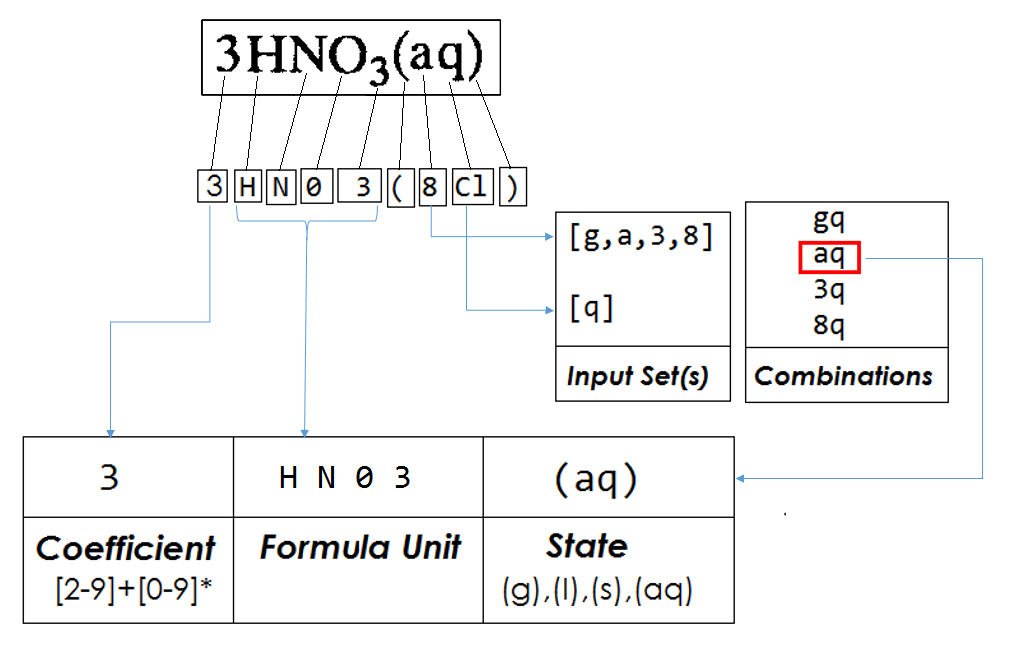 3HNO₃(aq)
3 H N 0 3 ( 8 Cl )
[g,a,3,8]
[q]
Input Set(s)
gq
aq
3q
8q
Combinations
3
H N 0 3
(aq)
Coefficient
[2-9]+[0-9]*
Formula Unit
State
(g),(l),(s),(aq)